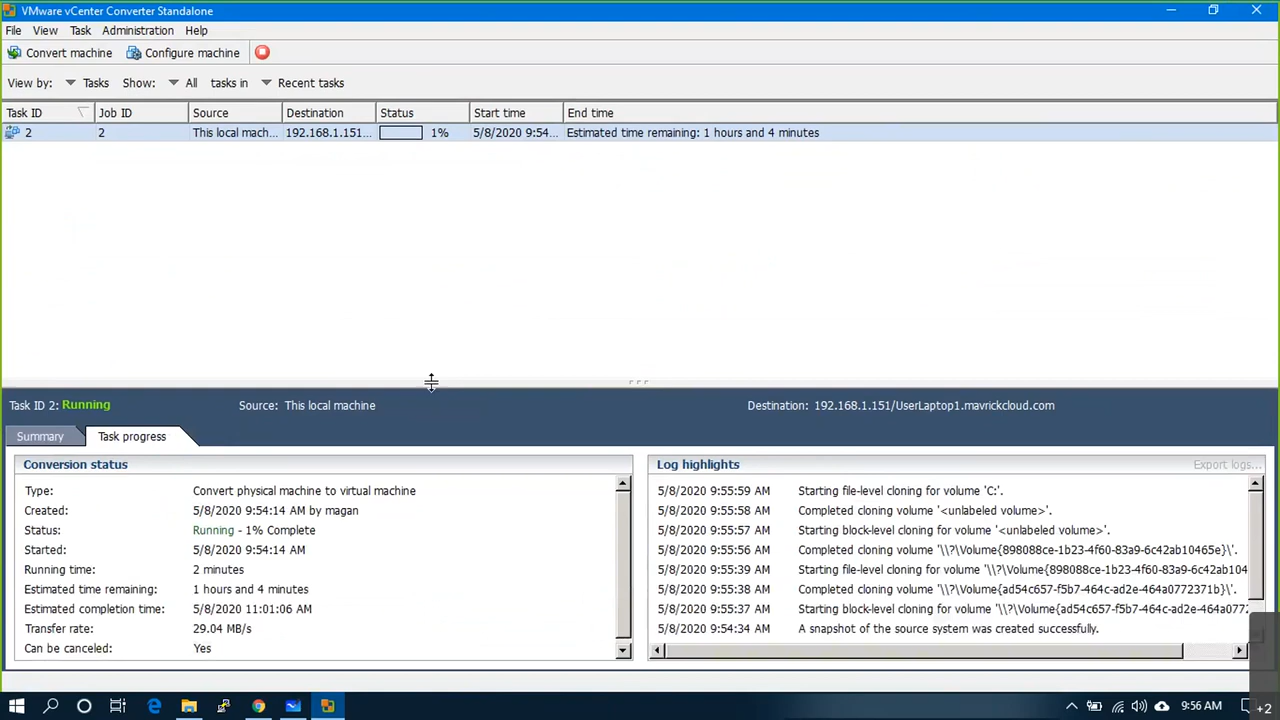 VMware vCenter Converter Standalone
File View Task Administration Help
Convert machine Configure machine
View by: Tasks Show: All tasks in Recent tasks
Task ID Job ID Source Destination Status Start time End time
2 2 This local mach... 192.168.1.151... 1% 5/8/2020 9:54... Estimated time remaining: 1 hours and 4 minutes
Task ID 2: Running Source: This local machine Destination: 192.168.1.151/UserLaptop1.mavrickcloud.com
Summary Task progress
Conversion status
Type: Convert physical machine to virtual machine
Created: 5/8/2020 9:54:14 AM by magan
Status: Running - 1% Complete
Started: 5/8/2020 9:54:14 AM
Running time: 2 minutes
Estimated time remaining: 1 hours and 4 minutes
Estimated completion time: 5/8/2020 11:01:06 AM
Transfer rate: 29.04 MB/s
Can be canceled: Yes
Log highlights Export logs...
5/8/2020 9:55:59 AM Starting file-level cloning for volume 'C:'.
5/8/2020 9:55:58 AM Completed cloning volume '<unlabeled volume>'.
5/8/2020 9:55:57 AM Starting block-level cloning for volume '<unlabeled volume>'.
5/8/2020 9:55:56 AM Completed cloning volume '\\?\Volume{898088ce-1b23-4f60-83a9-6c42ab10465e}\'.
5/8/2020 9:55:39 AM Starting file-level cloning for volume '\\?\Volume{898088ce-1b23-4f60-83a9-6c42ab104
5/8/2020 9:55:38 AM Completed cloning volume '\\?\Volume{ad54c657-f5b7-464c-ad2e-464a0772371b}\'.
5/8/2020 9:55:37 AM Starting block-level cloning for volume '\\?\Volume{ad54c657-f5b7-464c-ad2e-464a0772
5/8/2020 9:54:34 AM A snapshot of the source system was created successfully.
9:56 AM +2